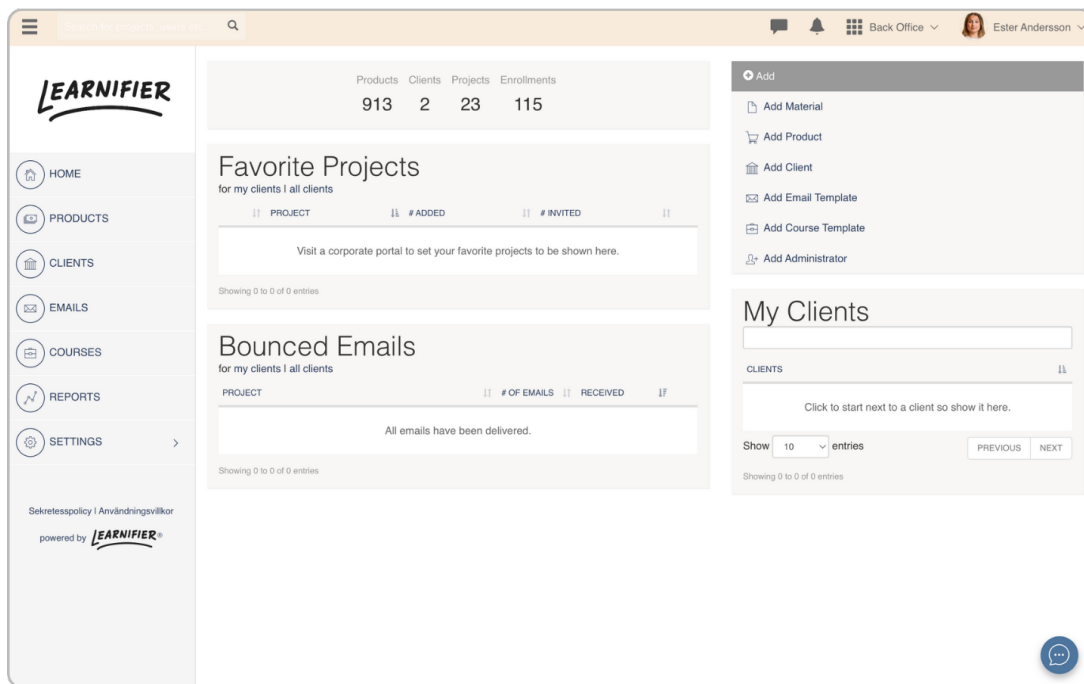 Back Office
Ester Andersson
LEARNIFIER
HOME
PRODUCTS
CLIENTS
EMAILS
COURSES
REPORTS
SETTINGS
Sekretesspolicy | Användningsvillkor
powered by LEARNIFIER®
Products Clients Projects Enrollments
913 2 23 115
Favorite Projects
for my clients | all clients
PROJECT # ADDED # INVITED
Visit a corporate portal to set your favorite projects to be shown here.
Showing 0 to 0 of 0 entries
Bounced Emails
for my clients | all clients
PROJECT # OF EMAILS RECEIVED
All emails have been delivered.
Showing 0 to 0 of 0 entries
Add
Add Material
Add Product
Add Client
Add Email Template
Add Course Template
Add Administrator
My Clients
CLIENTS
Click to start next to a client so show it here.
Show 10 entries
PREVIOUS NEXT
Showing 0 to 0 of 0 entries